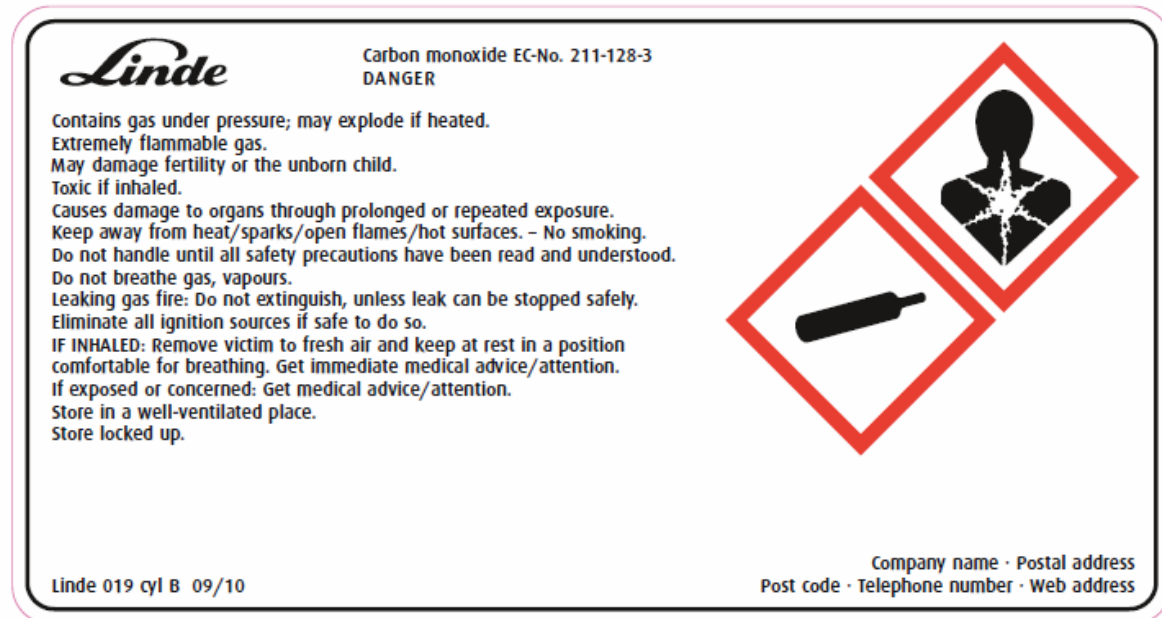 Linde
Carbon monoxide EC-No. 211-128-3
DANGER
Contains gas under pressure; may explode if heated.
Extremely flammable gas.
May damage fertility or the unborn child.
Toxic if inhaled.
Causes damage to organs through prolonged or repeated exposure.
Keep away from heat/sparks/open flames/hot surfaces. – No smoking.
Do not handle until all safety precautions have been read and understood.
Do not breathe gas, vapours.
Leaking gas fire: Do not extinguish, unless leak can be stopped safely.
Eliminate all ignition sources if safe to do so.
IF INHALED: Remove victim to fresh air and keep at rest in a position
comfortable for breathing. Get immediate medical advice/attention.
If exposed or concerned: Get medical advice/attention.
Store in a well-ventilated place.
Store locked up.
Company name · Postal address
Post code · Telephone number · Web address
Linde 019 cyl B 09/10